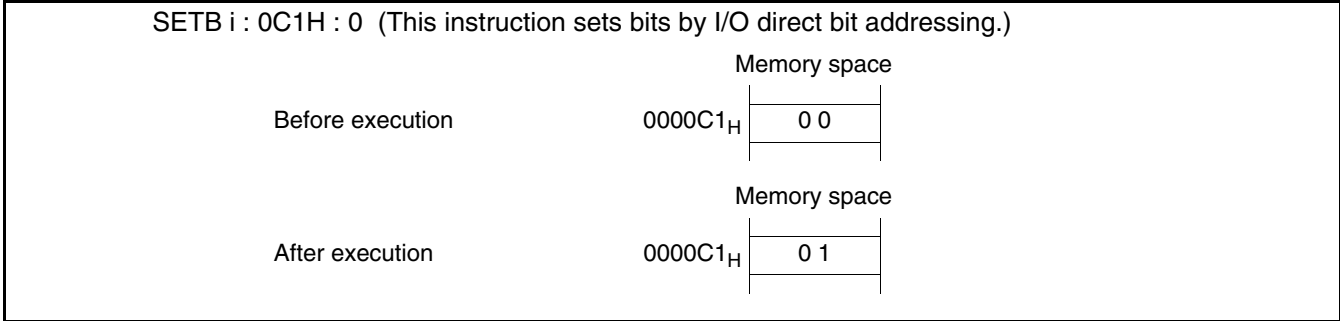 SETB i : 0C1H : 0 (This instruction sets bits by I/O direct bit addressing.)
Memory space
Before execution 0000C1H 0 0
Memory space
After execution 0000C1H 0 1